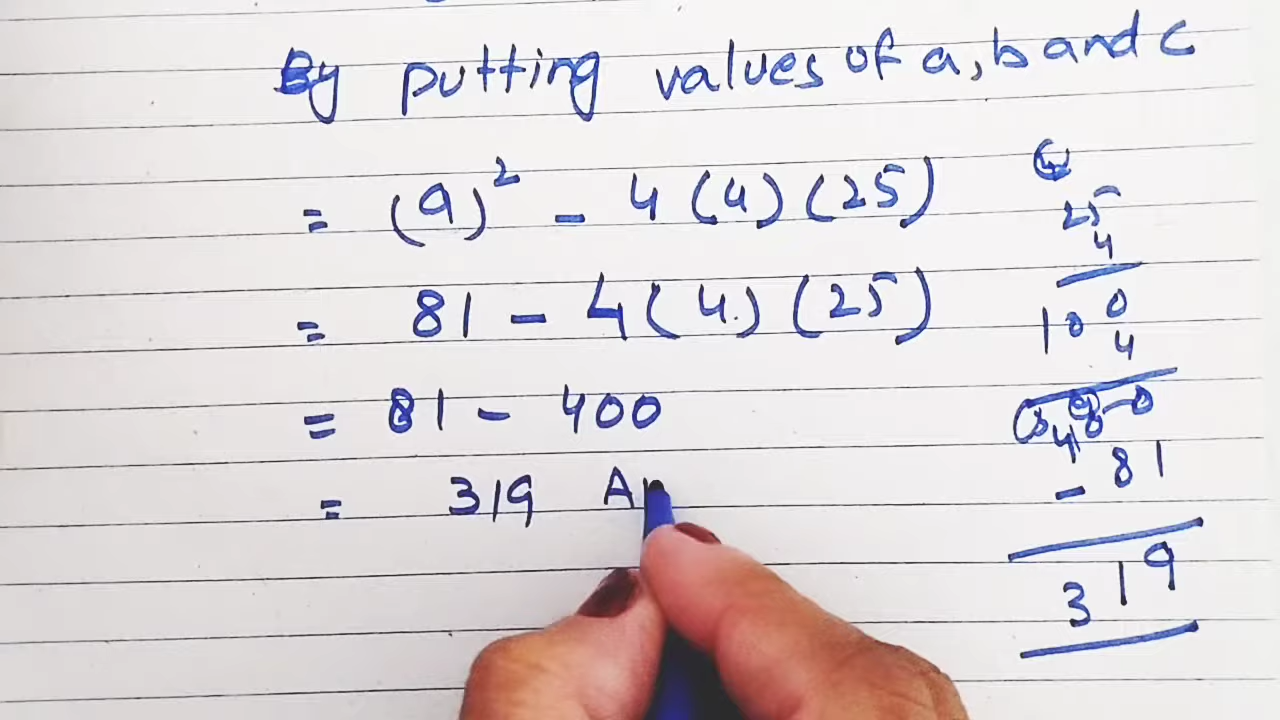 By putting values of a, b and c
= (9)² - 4(4)(25)
= 81 - 4(4)(25)
= 81 - 400
= 319 A
25
4
100
4
400
- 81
319